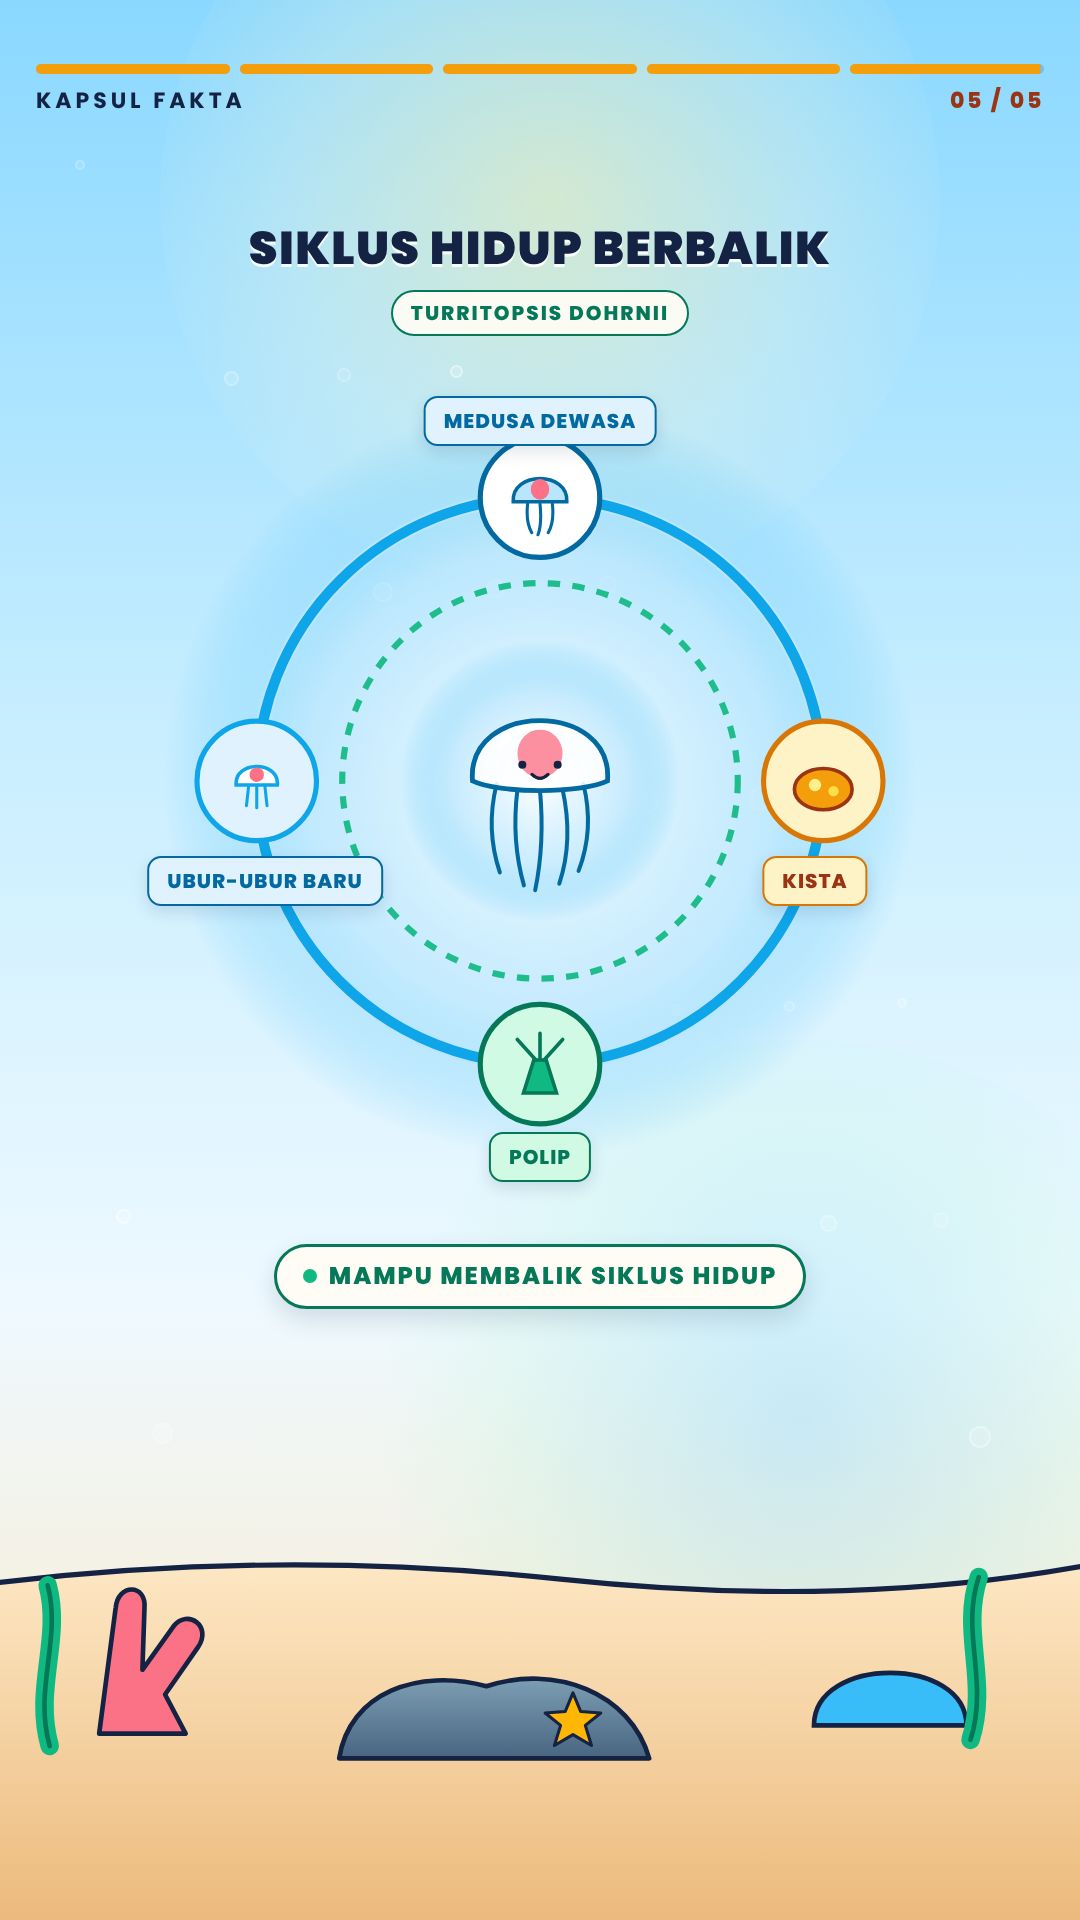 KAPSUL FAKTA
05 / 05
SIKLUS HIDUP BERBALIK
TURRITOPSIS DOHRNII
MEDUSA DEWASA
UBUR-UBUR BARU
KISTA
POLIP
MAMPU MEMBALIK SIKLUS HIDUP